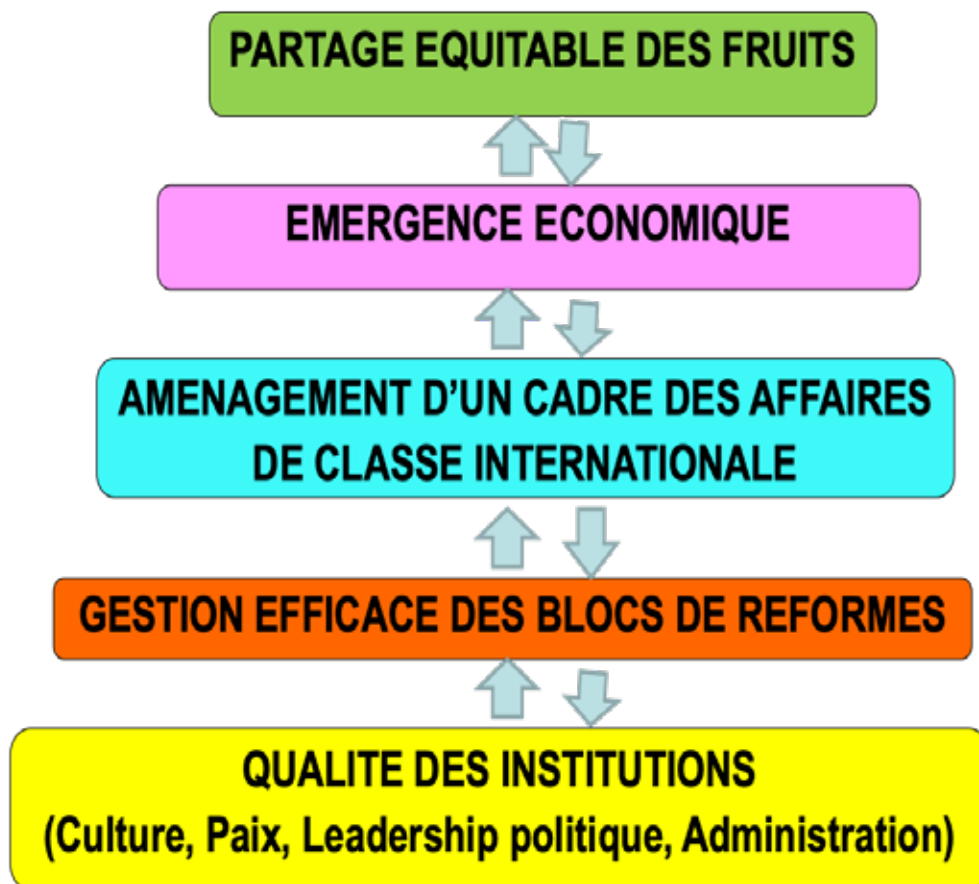 PARTAGE EQUITABLE DES FRUITS
EMERGENCE ECONOMIQUE
AMENAGEMENT D’UN CADRE DES AFFAIRES
DE CLASSE INTERNATIONALE
GESTION EFFICACE DES BLOCS DE REFORMES
QUALITE DES INSTITUTIONS
(Culture, Paix, Leadership politique, Administration)